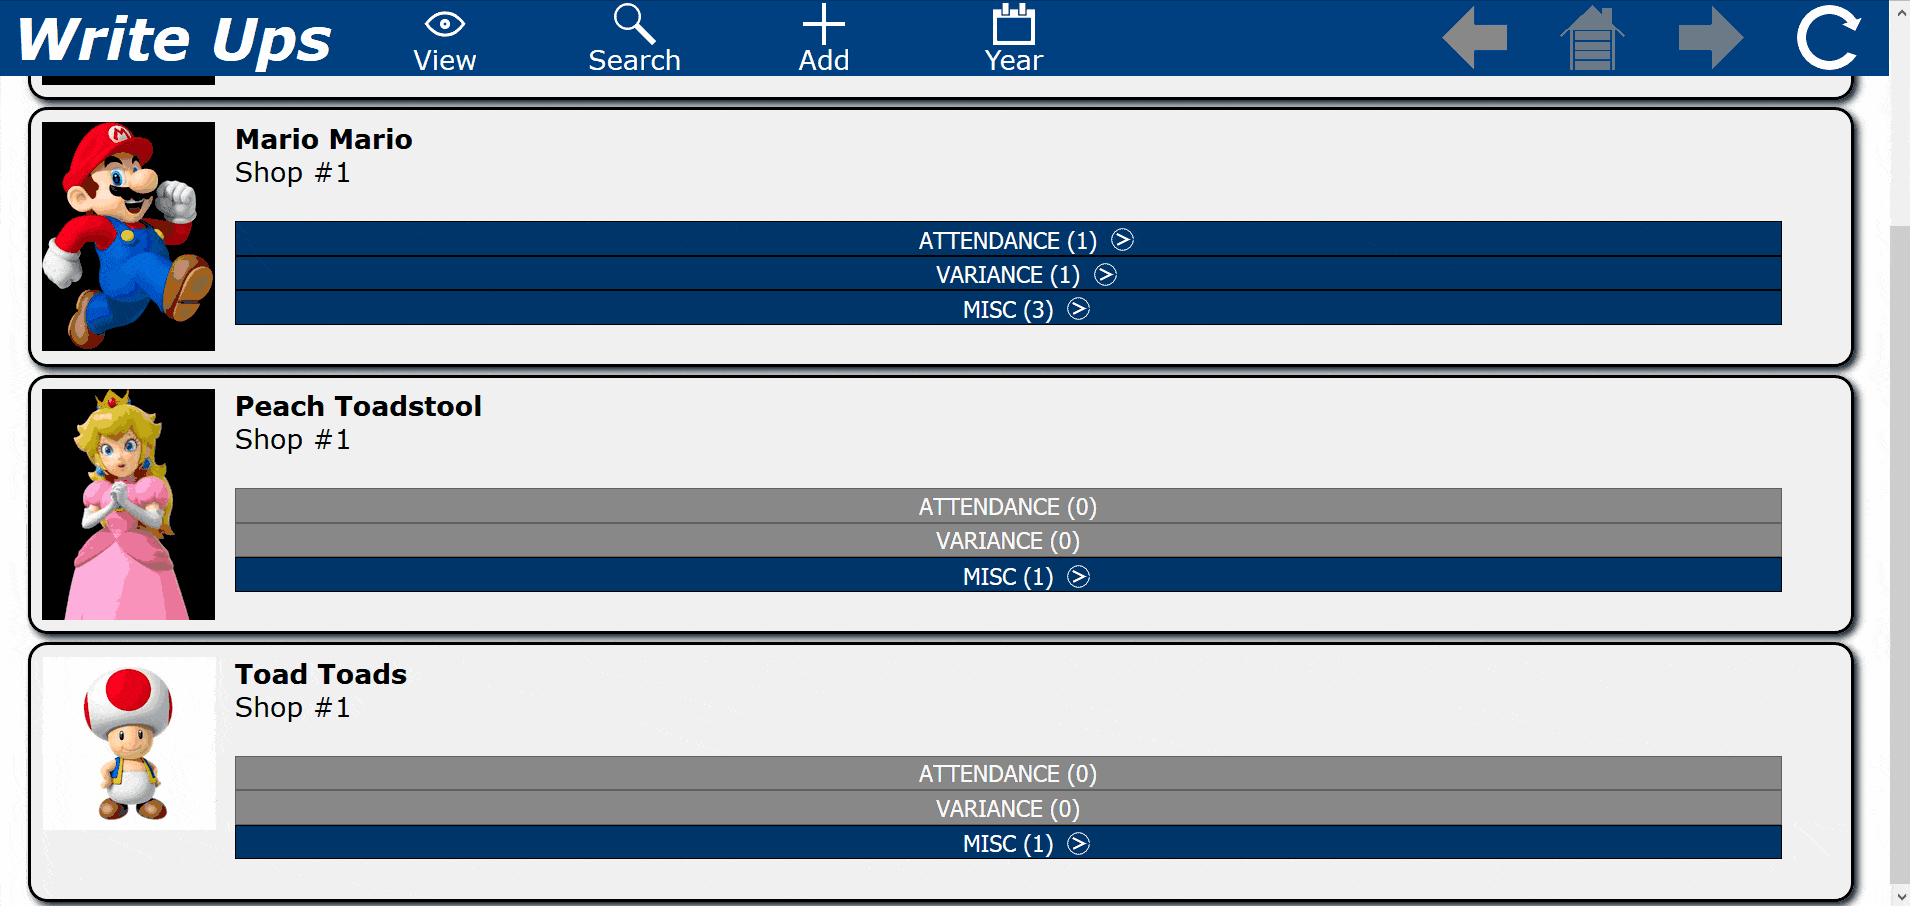 Write Ups
View
Search
Add
Year
Mario Mario
Shop #1
ATTENDANCE (1)
VARIANCE (1)
MISC (3)
Peach Toadstool
Shop #1
ATTENDANCE (0)
VARIANCE (0)
MISC (1)
Toad Toads
Shop #1
ATTENDANCE (0)
VARIANCE (0)
MISC (1)